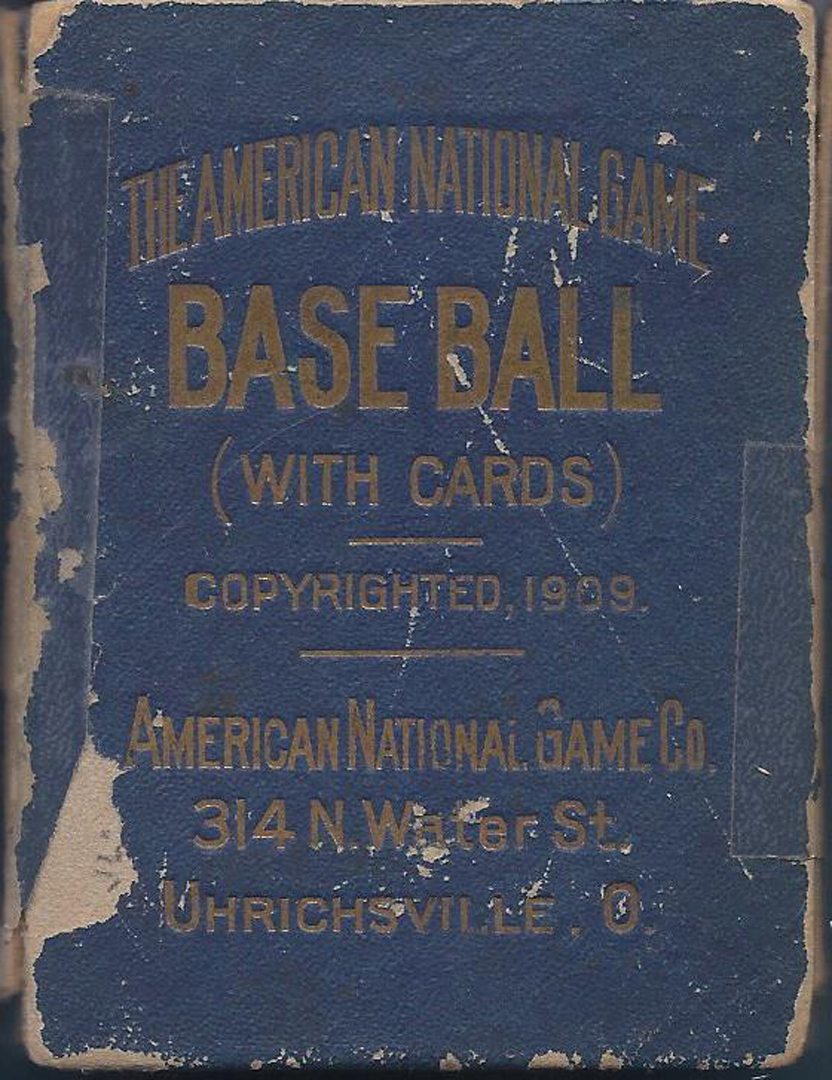 THE AMERICAN NATIONAL GAME
BASE BALL
(WITH CARDS)
COPYRIGHTED, 1909.
AMERICAN NATIONAL GAME CO.
314 N. Water St.
UHRICHSVILLE, O.